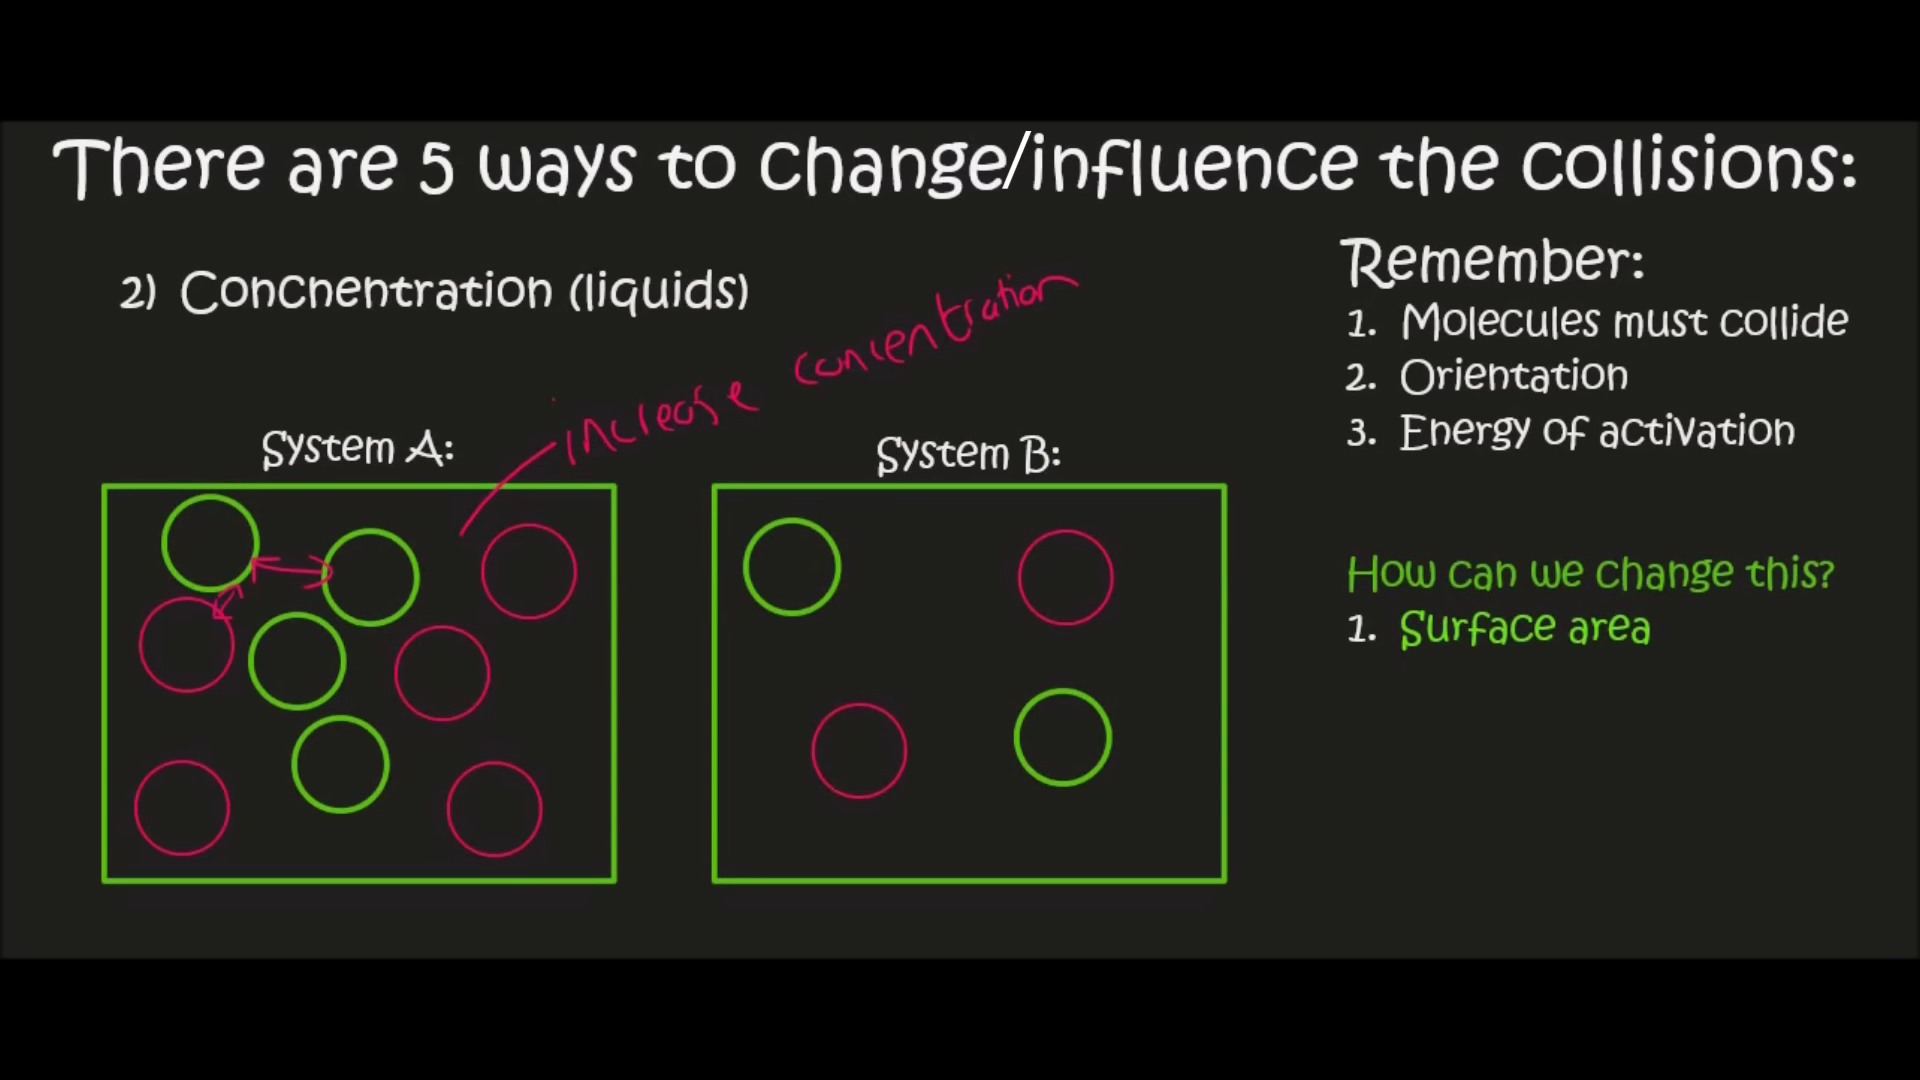 There are 5 ways to change/influence the collisions:
2) Concnentration (liquids)
increase concentration
System A:
System B:
Remember:
1. Molecules must collide
2. Orientation
3. Energy of activation
How can we change this?
1. Surface area